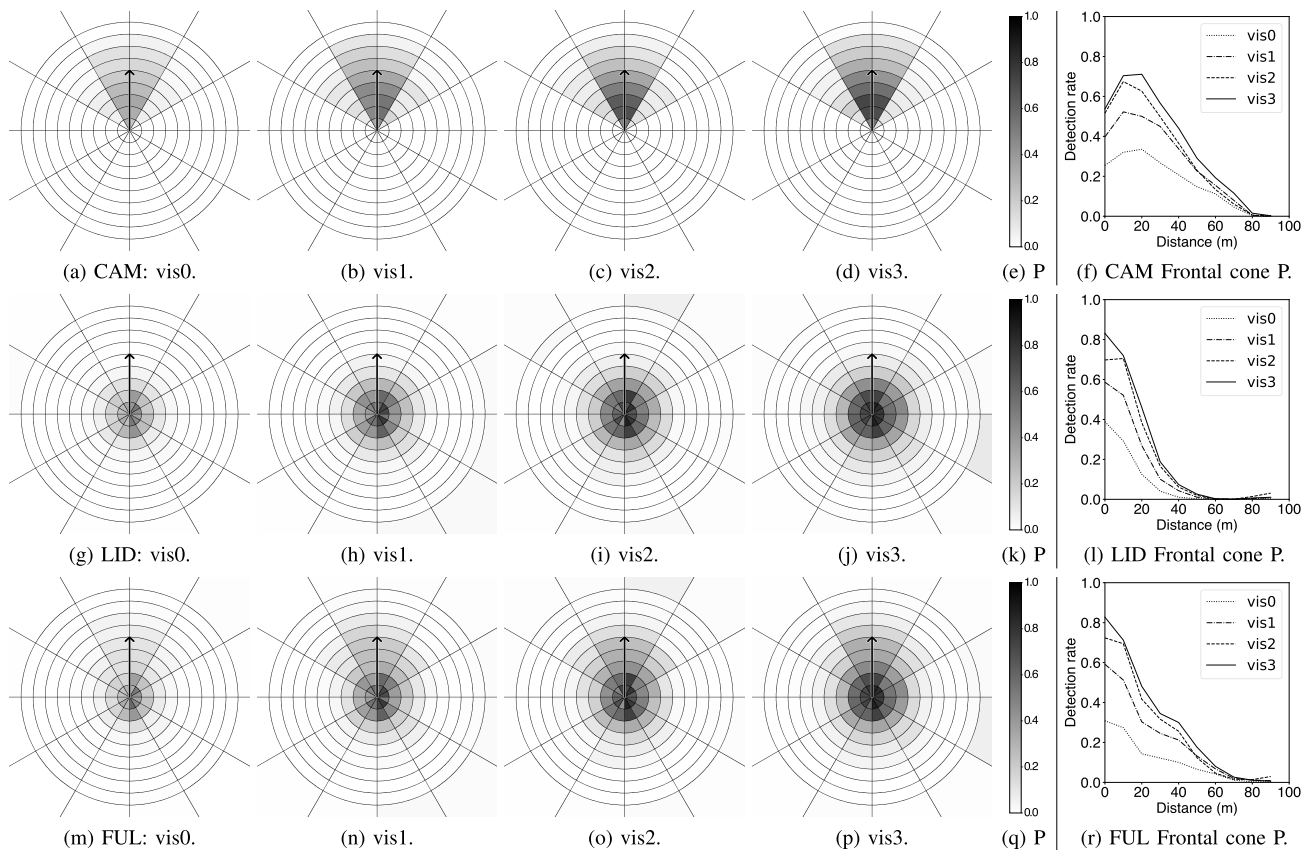 1.0
0.8
0.6
0.4
0.2
0.0
1.0
0.8
0.6
0.4
0.2
0.0
Detection rate
vis0
vis1
vis2
vis3
0 20 40 60 80 100
Distance (m)
(a) CAM: vis0. (b) vis1. (c) vis2. (d) vis3. (e) P (f) CAM Frontal cone P.
1.0
0.8
0.6
0.4
0.2
0.0
1.0
0.8
0.6
0.4
0.2
0.0
Detection rate
vis0
vis1
vis2
vis3
0 20 40 60 80 100
Distance (m)
(g) LID: vis0. (h) vis1. (i) vis2. (j) vis3. (k) P (l) LID Frontal cone P.
1.0
0.8
0.6
0.4
0.2
0.0
1.0
0.8
0.6
0.4
0.2
0.0
Detection rate
vis0
vis1
vis2
vis3
0 20 40 60 80 100
Distance (m)
(m) FUL: vis0. (n) vis1. (o) vis2. (p) vis3. (q) P (r) FUL Frontal cone P.